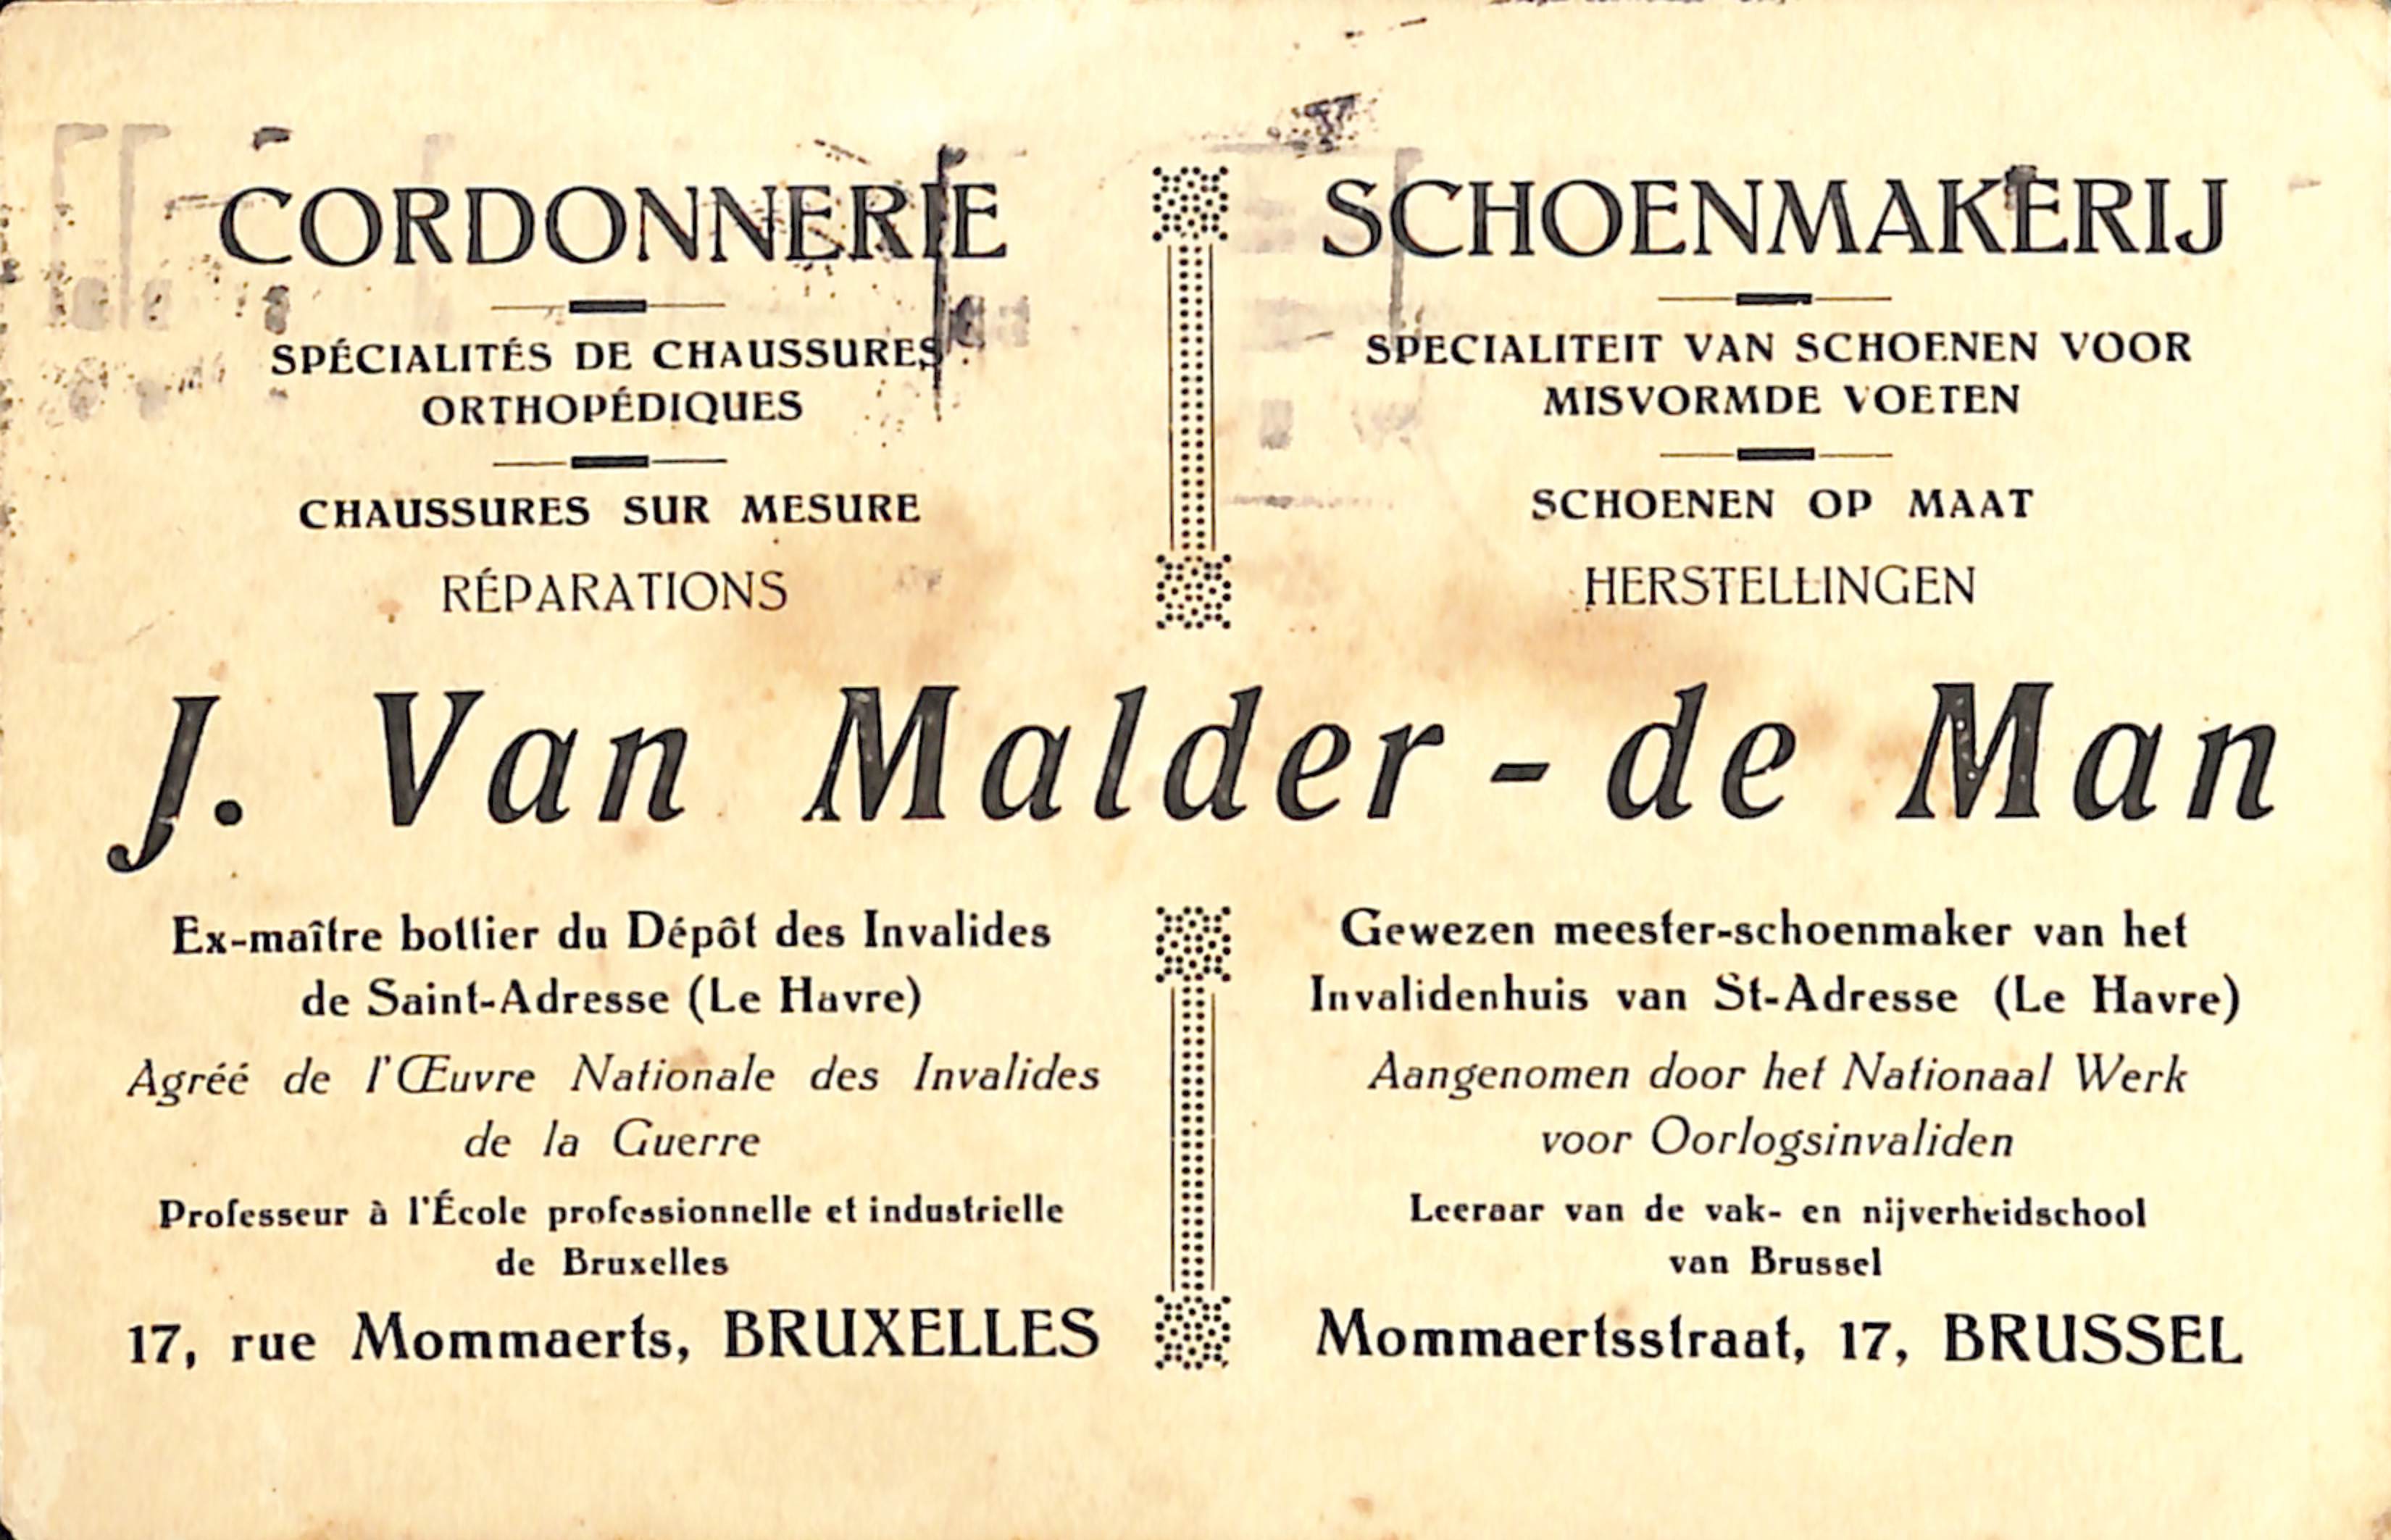 CORDONNERIE
SPÉCIALITÉS DE CHAUSSURES
ORTHOPÉDIQUES
CHAUSSURES SUR MESURE
RÉPARATIONS
SCHOENMAKERIJ
SPECIALITEIT VAN SCHOENEN VOOR
MISVORMDE VOETEN
SCHOENEN OP MAAT
HERSTELLINGEN
J. Van Malder - de Man
Ex-maître bottier du Dépôt des Invalides
de Saint-Adresse (Le Havre)
Agréé de l'Œuvre Nationale des Invalides
de la Guerre
Professeur à l'École professionnelle et industrielle
de Bruxelles
17, rue Mommaerts, BRUXELLES
Gewezen meester-schoenmaker van het
Invalidenhuis van St-Adresse (Le Havre)
Aangenomen door het Nationaal Werk
voor Oorlogsinvaliden
Leeraar van de vak- en nijverheidschool
van Brussel
Mommaertsstraat, 17, BRUSSEL